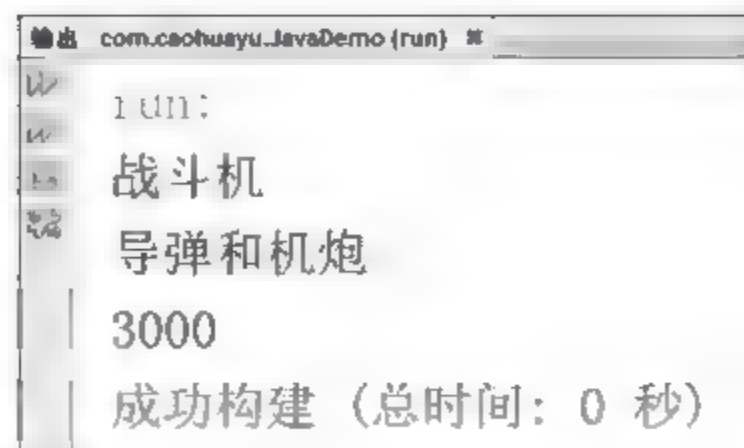 输出 com.caohuayu.JavaDemo (run)
run:
战斗机
导弹和机炮
3000
成功构建 (总时间: 0 秒)